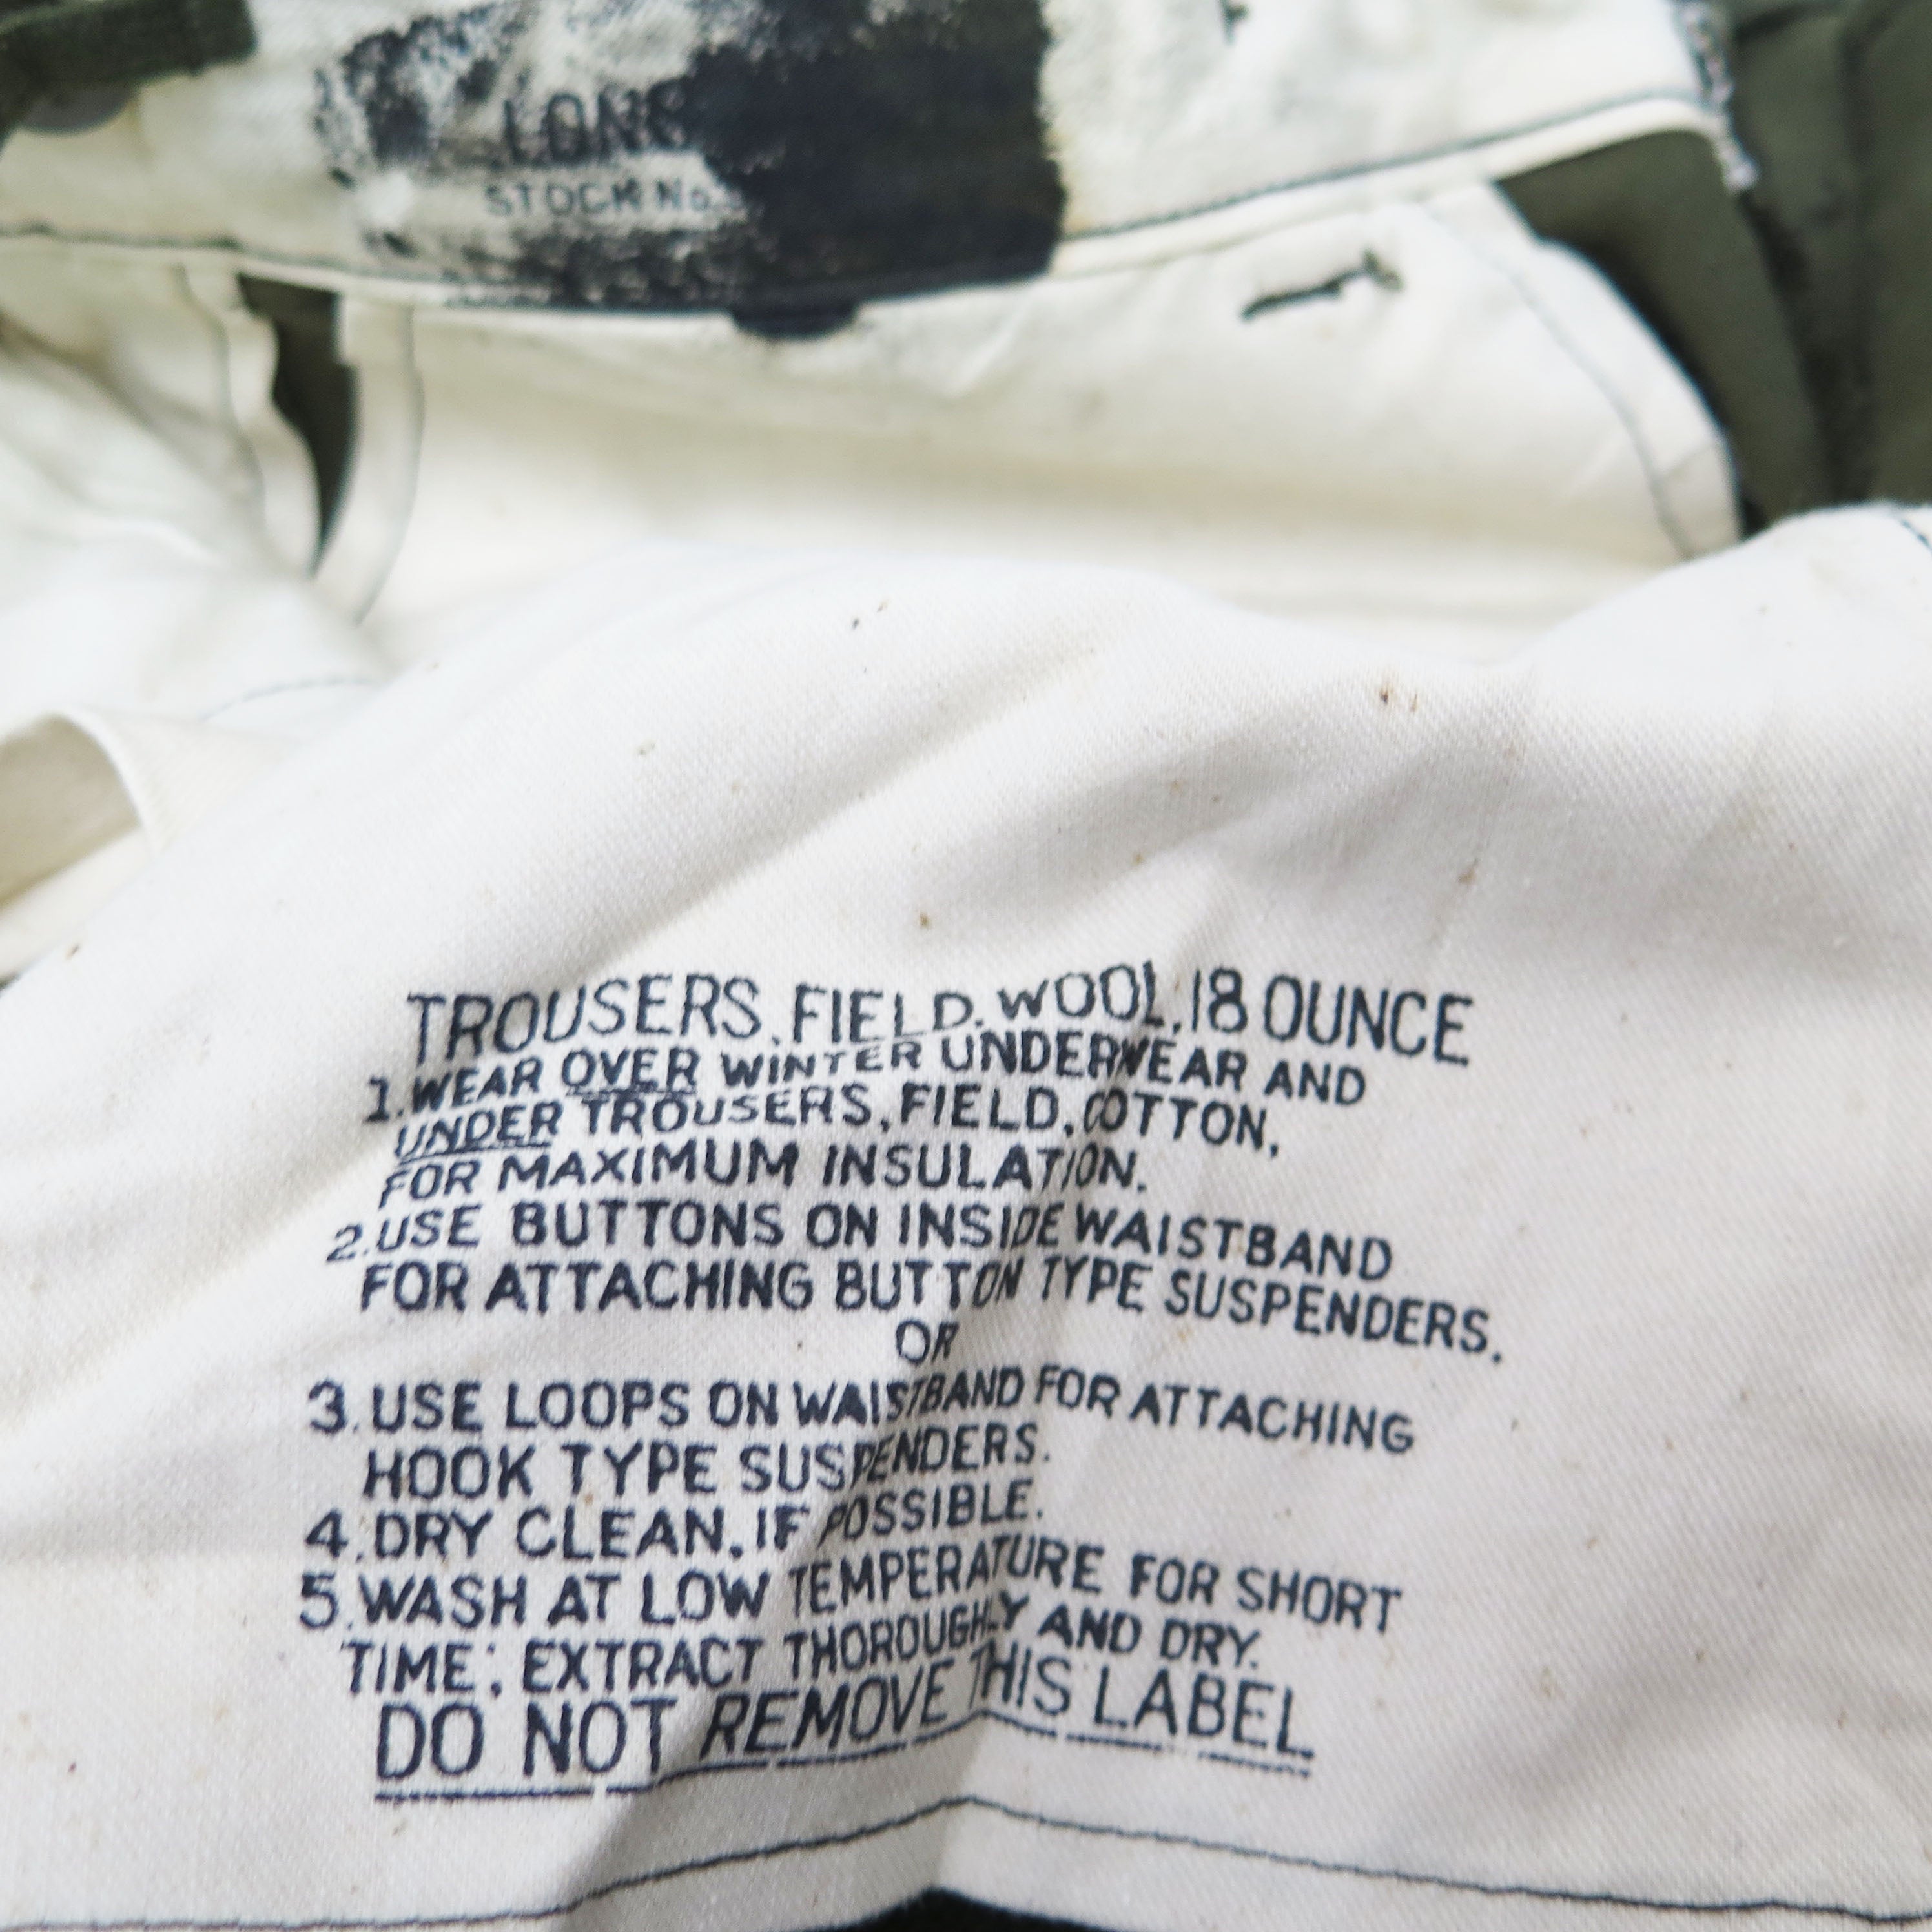 LONG
STOCK No.
TROUSERS, FIELD, WOOL, 18 OUNCE
1. WEAR OVER WINTER UNDERWEAR AND
UNDER TROUSERS, FIELD, COTTON,
FOR MAXIMUM INSULATION.
2. USE BUTTONS ON INSIDE WAISTBAND
FOR ATTACHING BUTTON TYPE SUSPENDERS.
OR
3. USE LOOPS ON WAISTBAND FOR ATTACHING
HOOK TYPE SUSPENDERS.
4. DRY CLEAN, IF POSSIBLE.
5. WASH AT LOW TEMPERATURE FOR SHORT
TIME; EXTRACT THOROUGHLY AND DRY.
DO NOT REMOVE THIS LABEL